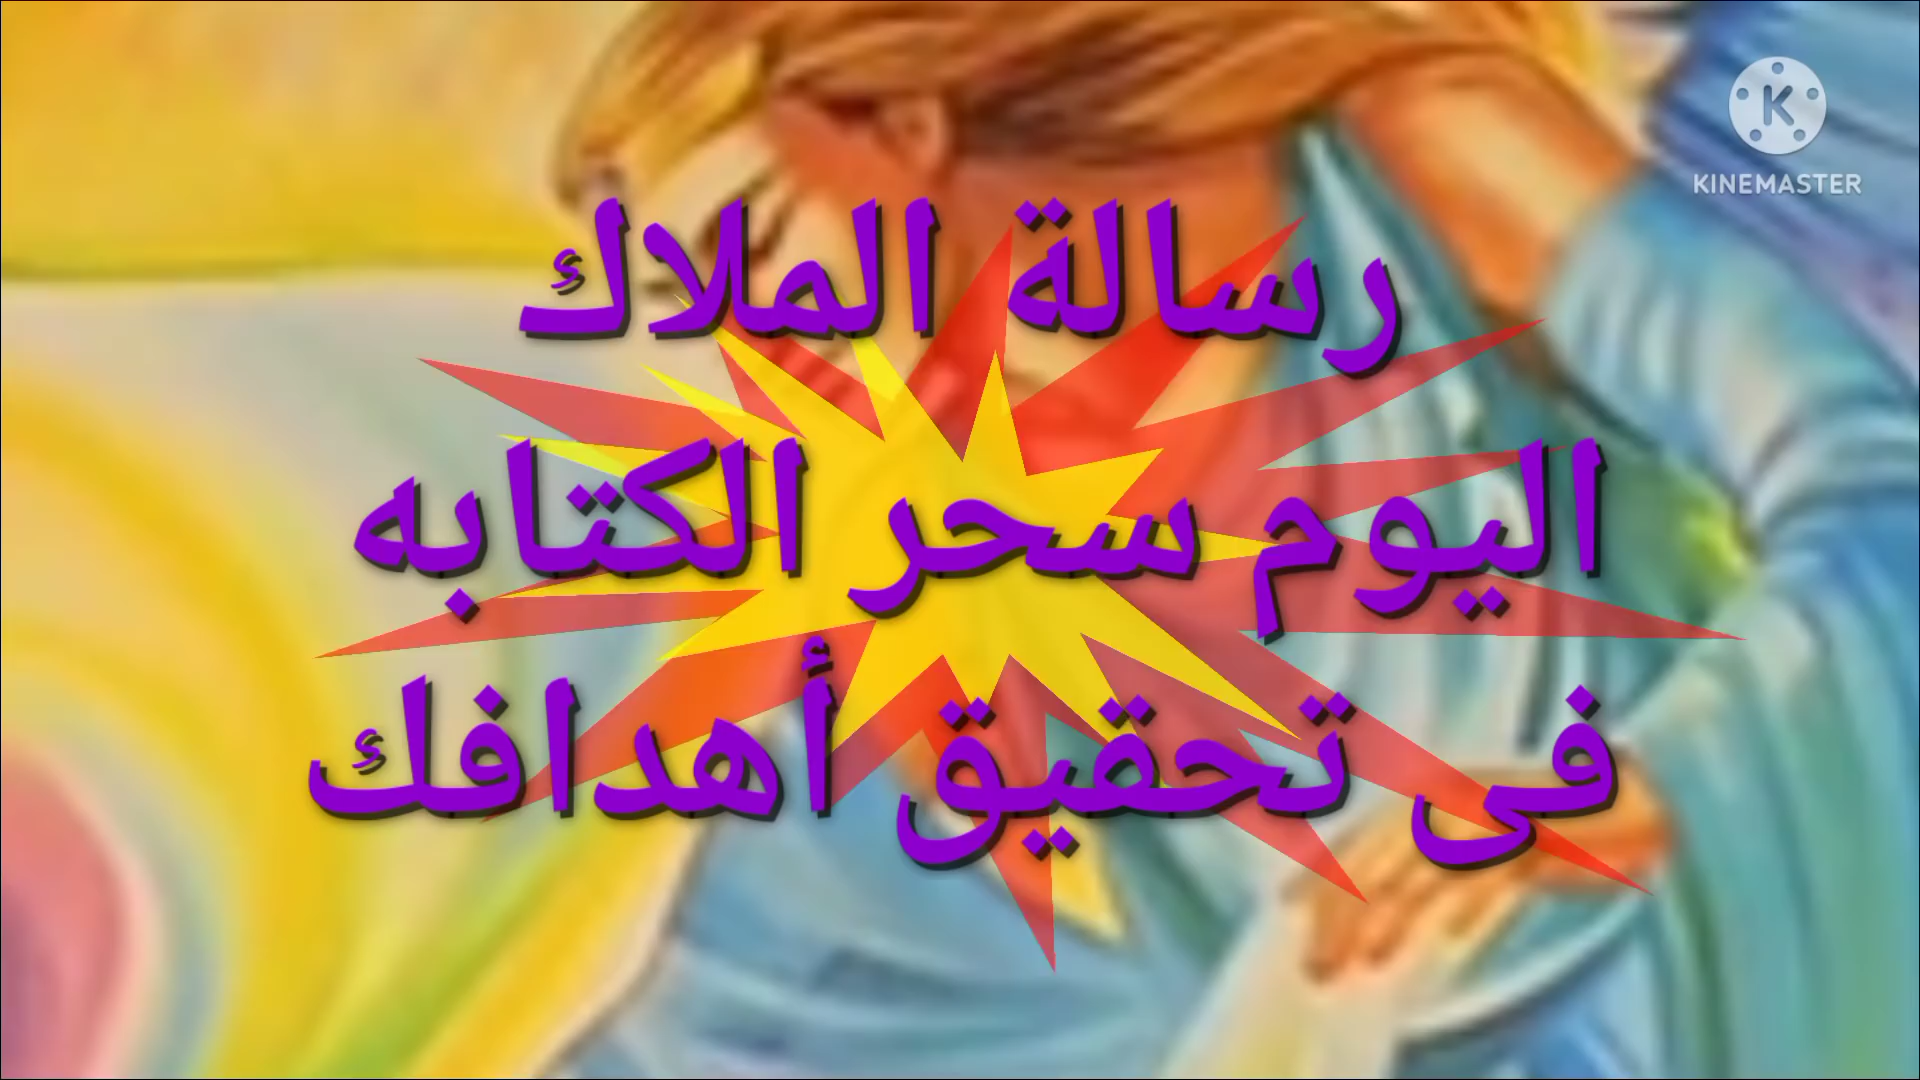 KINEMASTER
رسالة الملاك
اليوم سحر الكتابه
فى تحقيق أهدافك